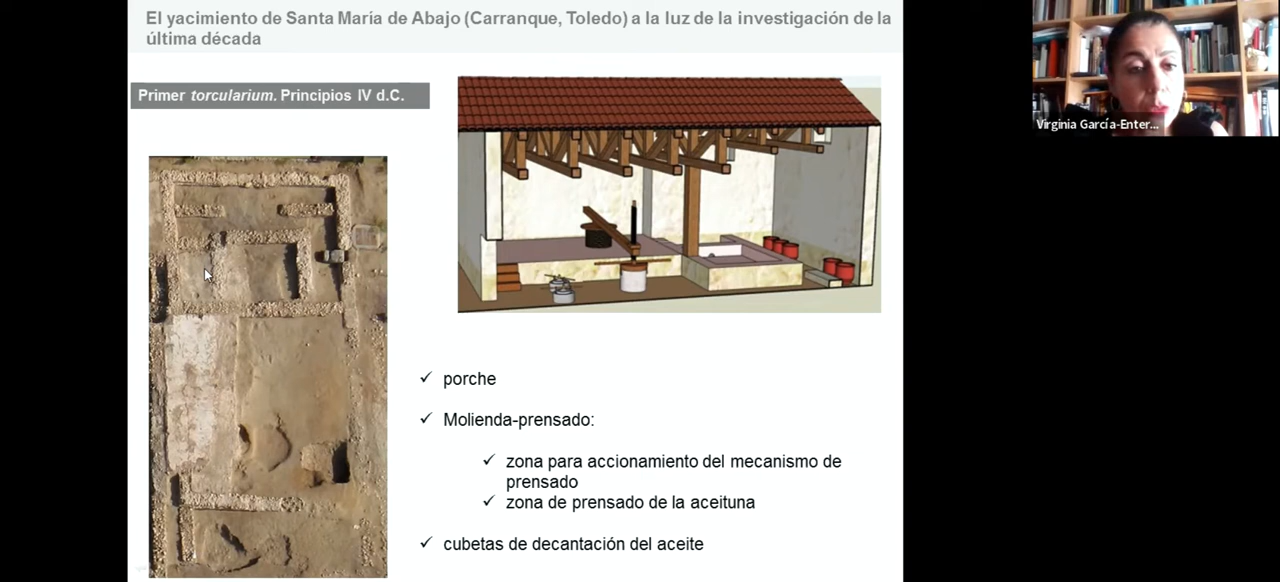 El yacimiento de Santa María de Abajo (Carranque, Toledo) a la luz de la investigación de la
última década
Primer torcularium. Principios IV d.C.
Virginia García-Enter...
✓ porche
✓ Molienda-prensado:
✓ zona para accionamiento del mecanismo de
prensado
✓ zona de prensado de la aceituna
✓ cubetas de decantación del aceite